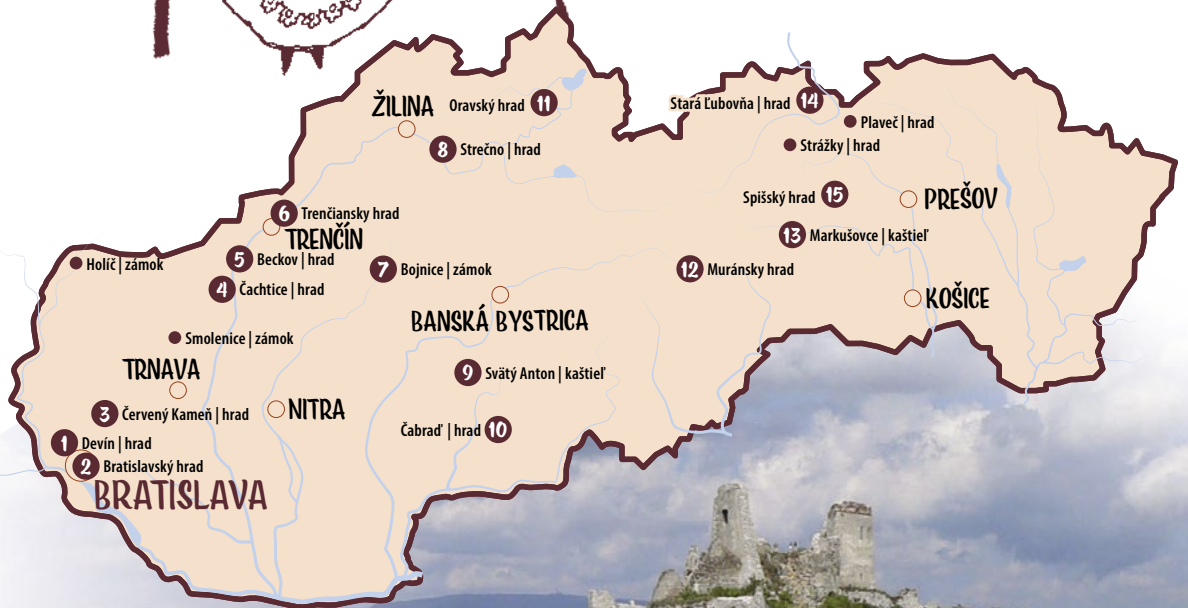 Oravský hrad 11
Stará Ľubovňa | hrad 14
ŽILINA
Plaveč | hrad
8 Strečno | hrad
Strážky | hrad
Spišský hrad 15
PREŠOV
6 Trenčiansky hrad
TRENČÍN
13 Markušovce | kaštieľ
5 Beckov | hrad
Holíč | zámok
7 Bojnice | zámok
12 Muránsky hrad
4 Čachtice | hrad
KOŠICE
BANSKÁ BYSTRICA
Smolenice | zámok
TRNAVA
9 Svätý Anton | kaštieľ
3 Červený Kameň | hrad
NITRA
Čabraď | hrad 10
1 Devín | hrad
2 Bratislavský hrad
BRATISLAVA